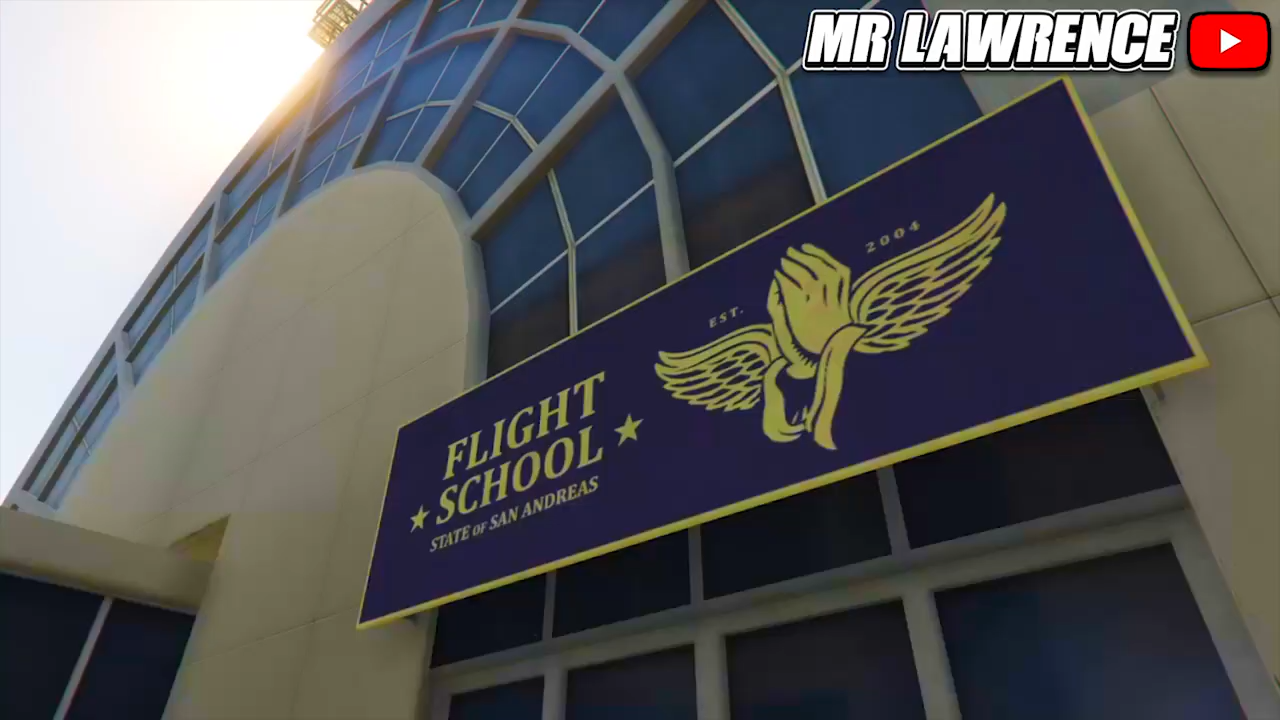 MR LAWRENCE
EST. 2004
FLIGHT
SCHOOL
STATE OF SAN ANDREAS